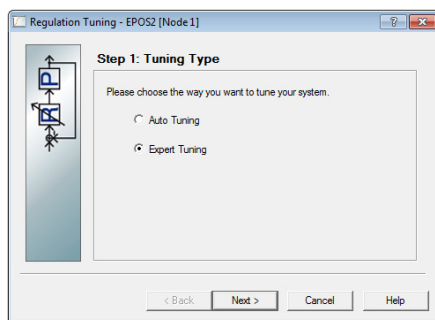 Regulation Tuning - EPOS2 [Node 1]
?
P
R
Step 1: Tuning Type
Please choose the way you want to tune your system.
Auto Tuning
Expert Tuning
< Back
Next >
Cancel
Help